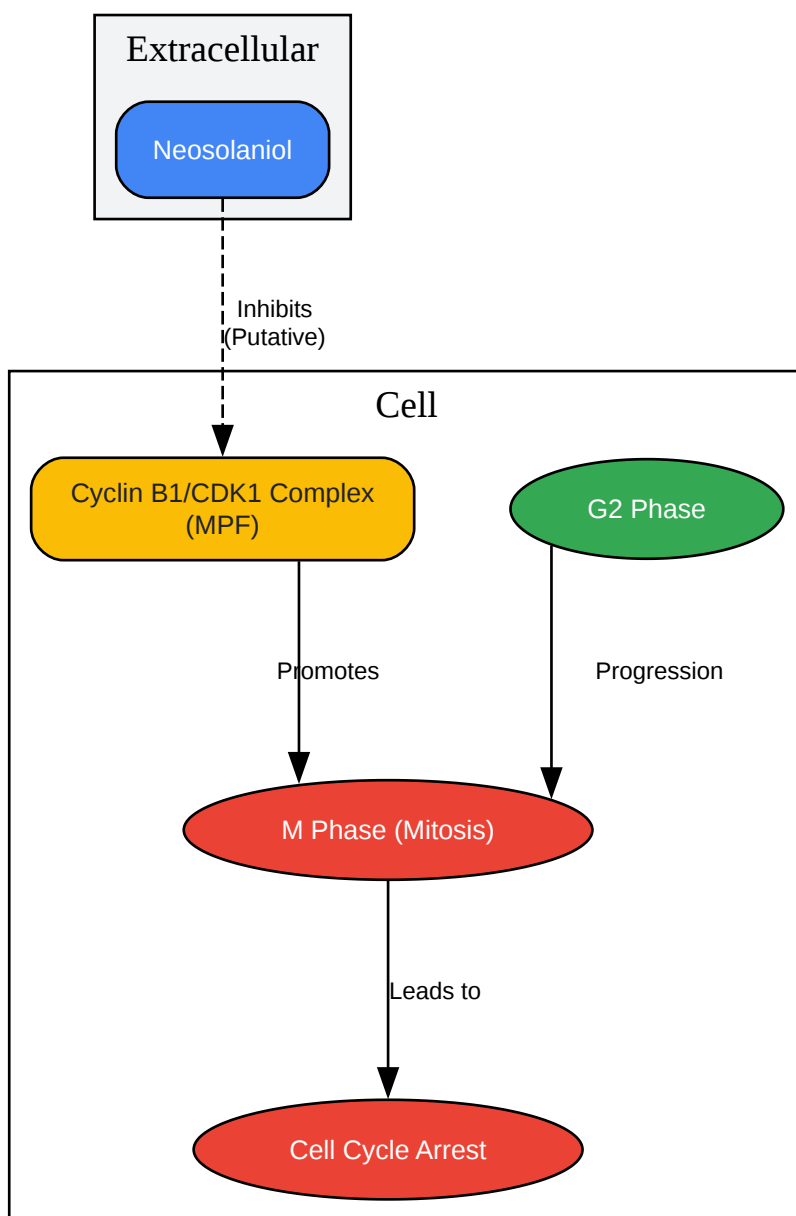 Extracellular
Neosolaniol
Inhibits
(Putative)
Cell
Cyclin B1/CDK1 Complex
(MPF)
G2 Phase
Promotes
Progression
M Phase (Mitosis)
Leads to
Cell Cycle Arrest